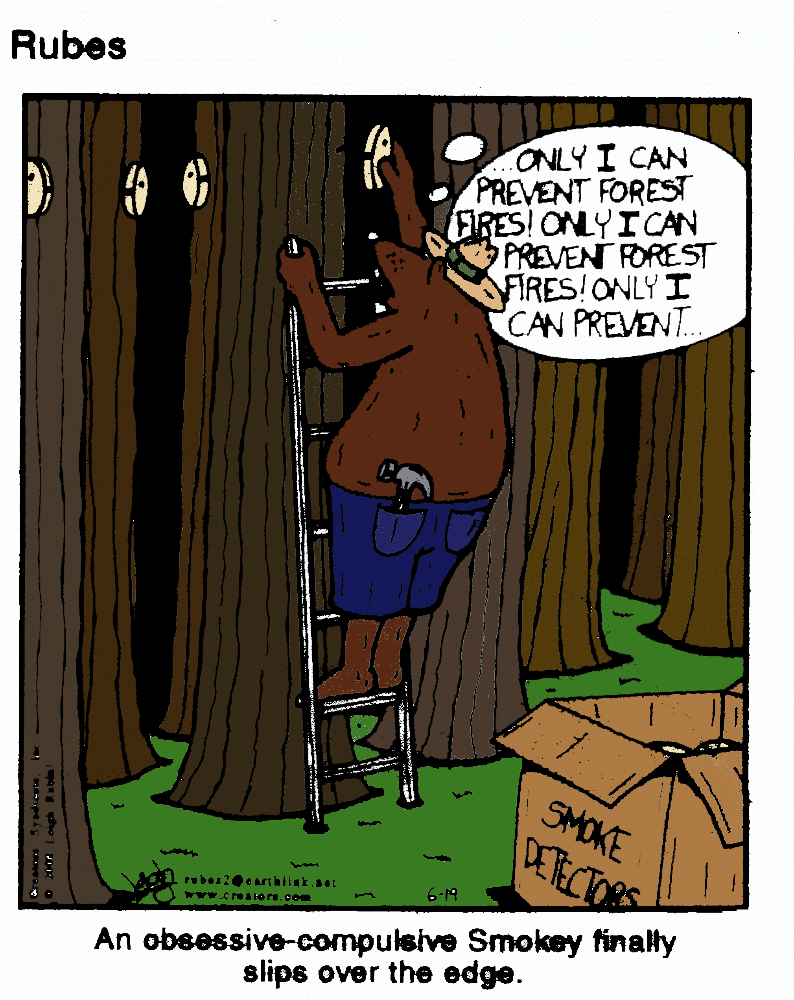 Rubes
...ONLY I CAN
PREVENT FOREST
FIRES! ONLY I CAN
PREVENT FOREST
FIRES! ONLY I
CAN PREVENT...
SMOKE
DETECTORS
Creators Syndicate, Inc.
© 2007 Leigh Rubin!
rubes2@earthlink.net
www.creators.com
6-19
An obsessive-compulsive Smokey finally
slips over the edge.